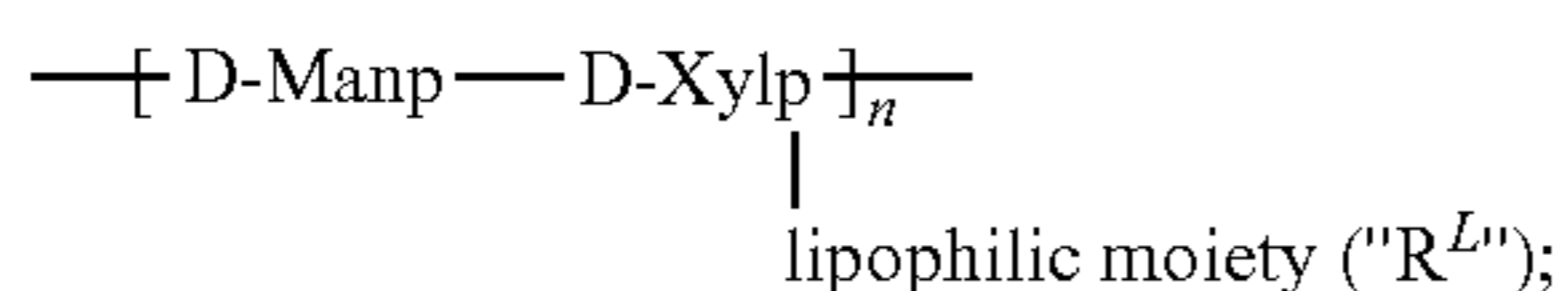 —[ D-Manp — D-Xylp ]n—
lipophilic moiety ("R^L");